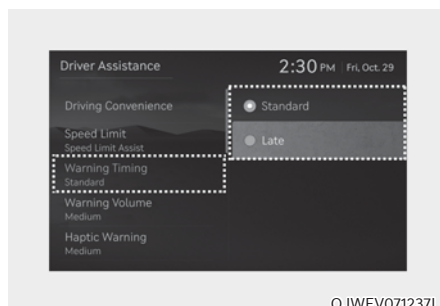 Driver Assistance
2:30 PM Fri, Oct. 29
Driving Convenience
Standard
Speed Limit
Speed Limit Assist
Late
Warning Timing
Standard
Warning Volume
Medium
Haptic Warning
Medium
OJWEV071237L